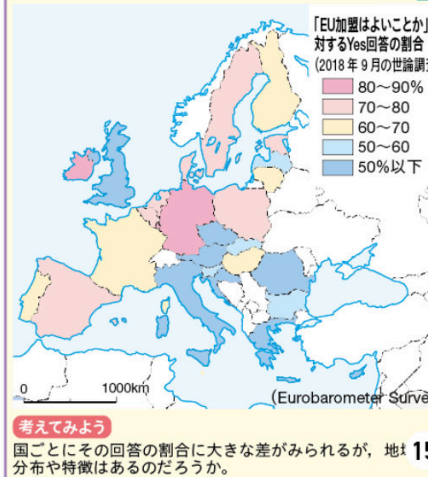 「EU加盟はよいことか」
対するYes回答の割合
(2018年9月の世論調査
80〜90%
70〜80
60〜70
50〜60
50%以下
0 1000km
(Eurobarometer Surve
考えてみよう
国ごとにその回答の割合に大きな差がみられるが，地
分布や特徴はあるのだろうか。
15